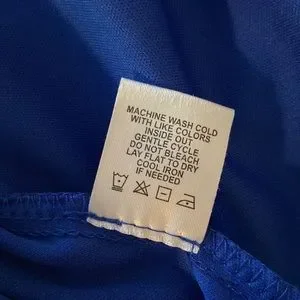 MACHINE WASH COLD
WITH LIKE COLORS
INSIDE OUT
GENTLE CYCLE
DO NOT BLEACH
LAY FLAT TO DRY
COOL IRON
IF NEEDED